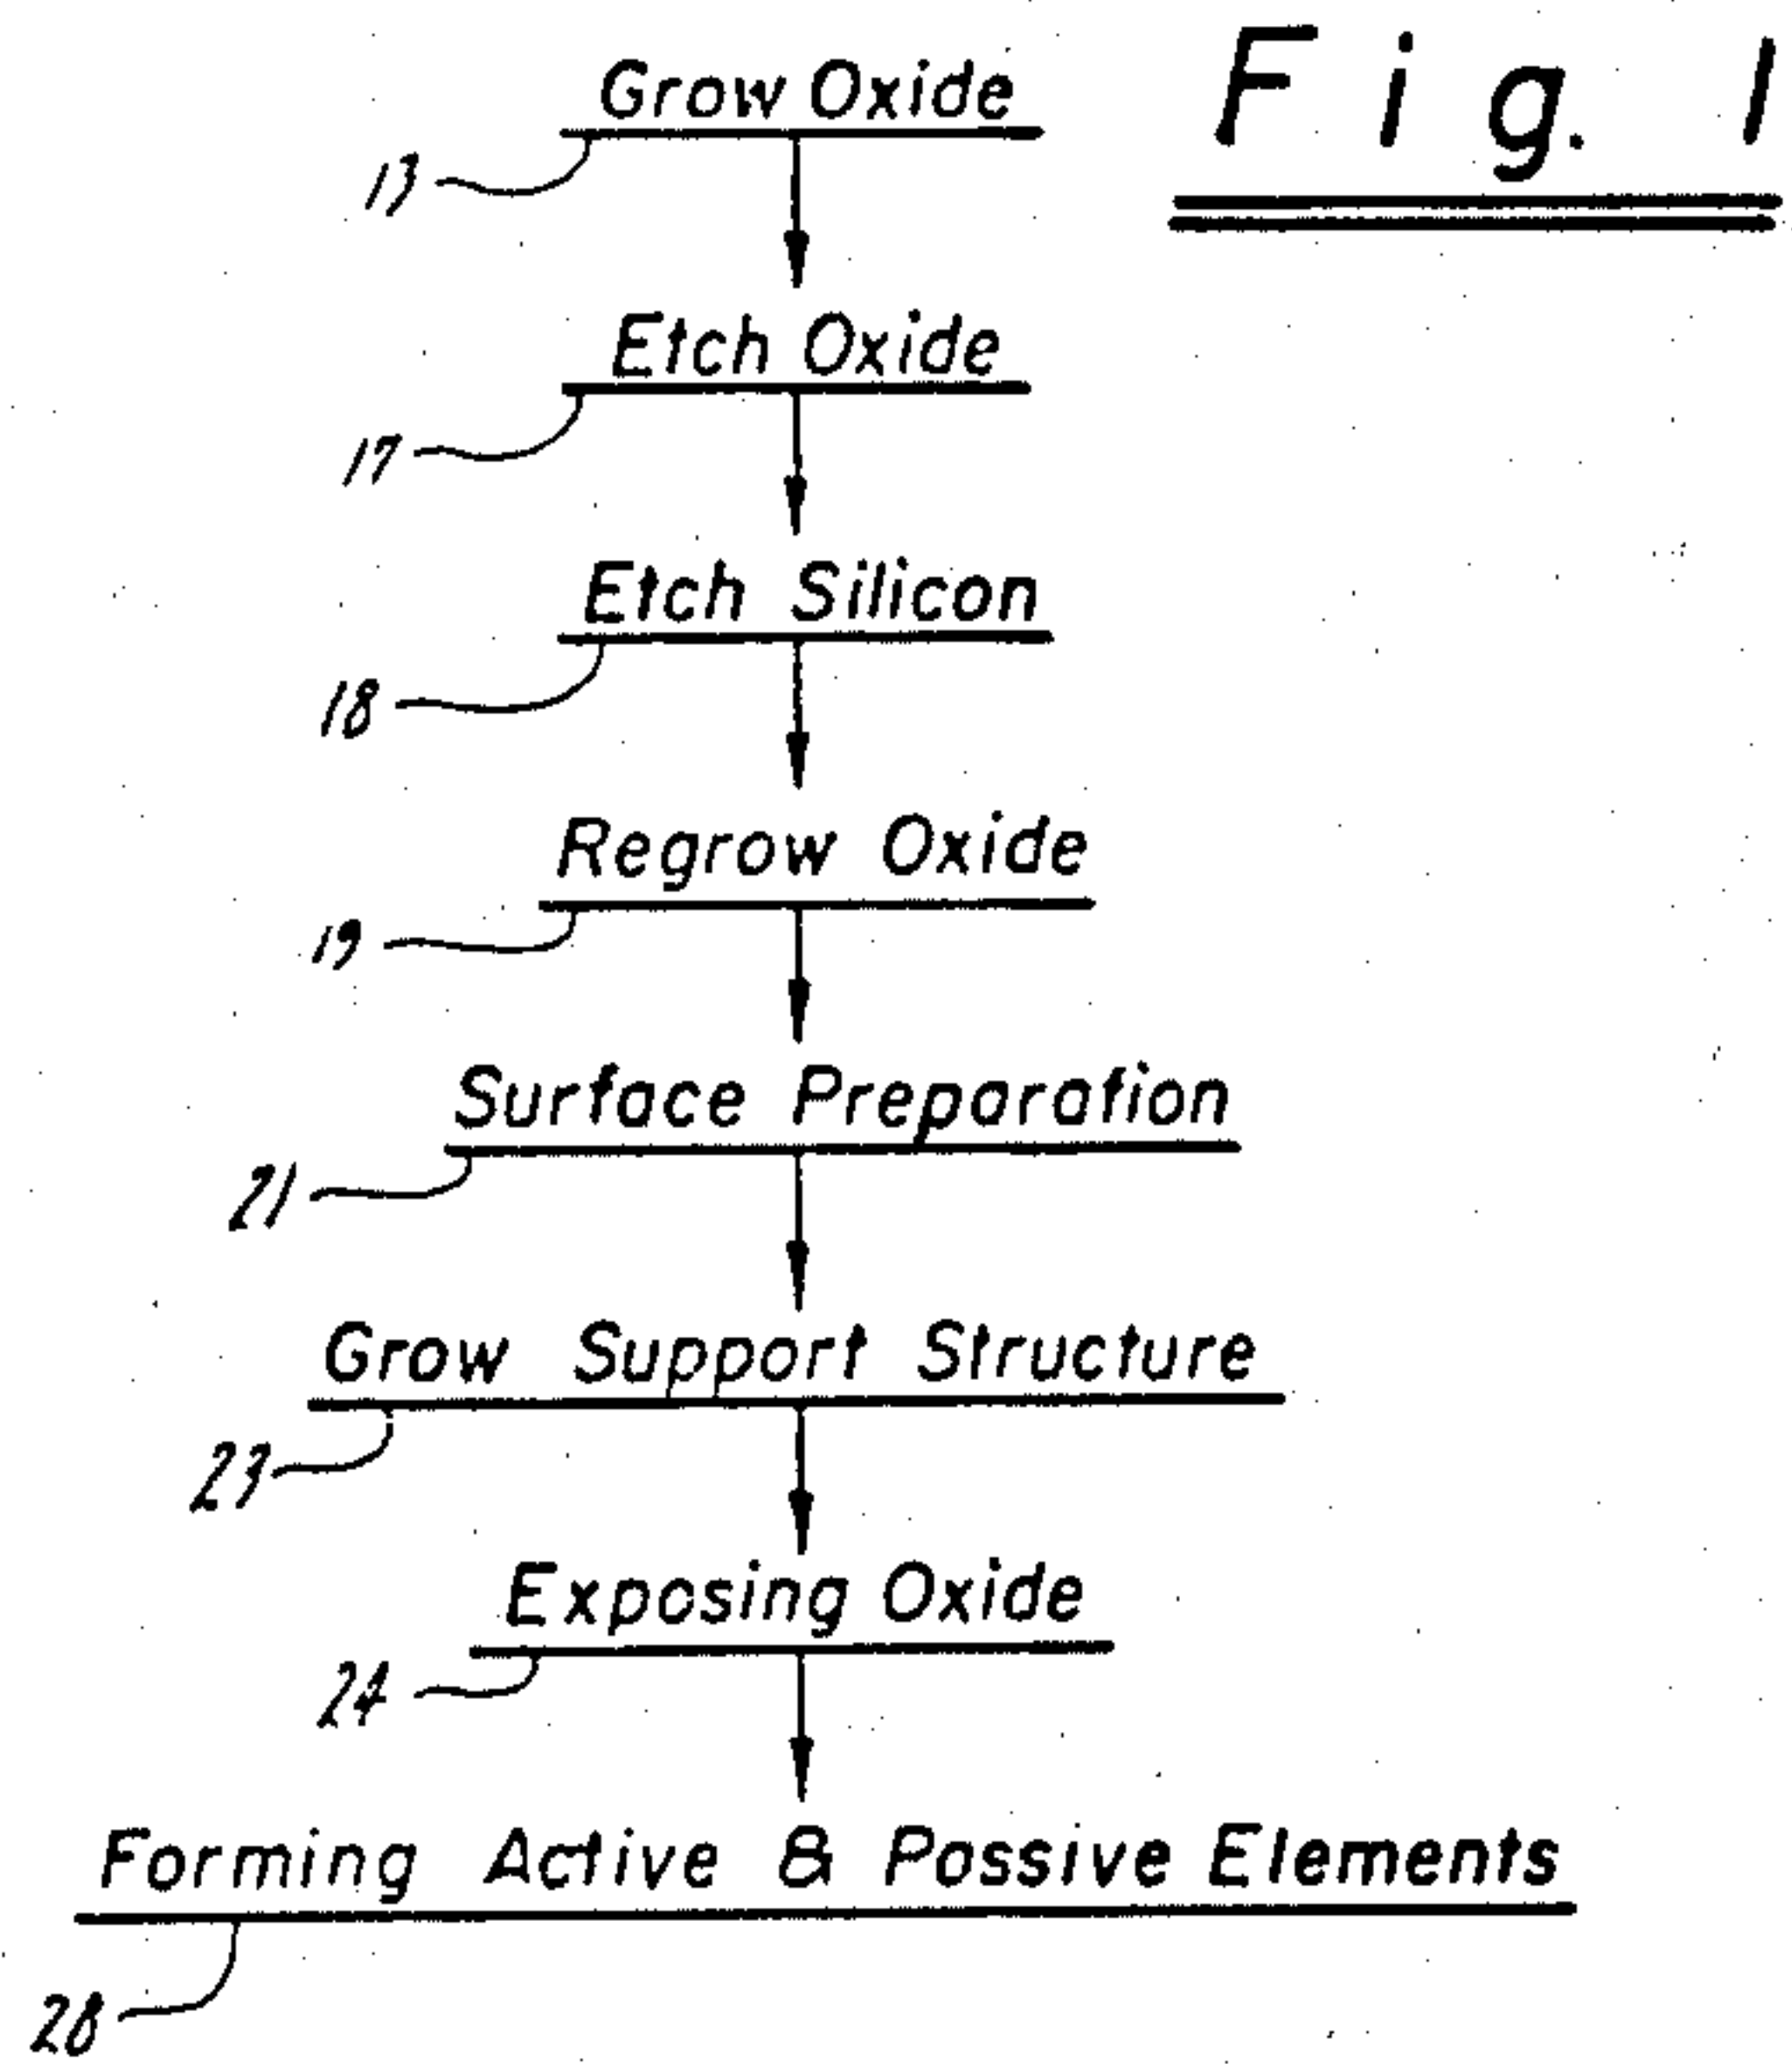 Fig. 1
Grow Oxide
13
Etch Oxide
17
Etch Silicon
18
Regrow Oxide
19
Surface Preparation
21
Grow Support Structure
23
Exposing Oxide
24
Forming Active & Passive Elements
28